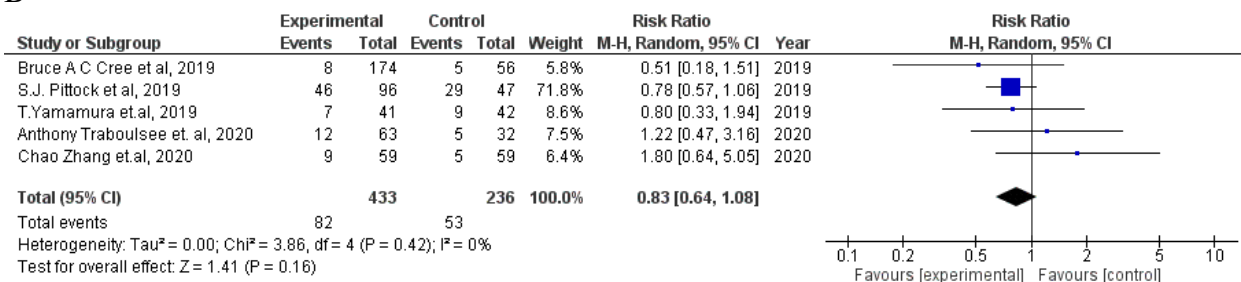 Experimental Control Risk Ratio Risk Ratio
Study or Subgroup Events Total Events Total Weight M-H, Random, 95% CI Year M-H, Random, 95% CI
Bruce A C Cree et al, 2019 8 174 5 56 5.8% 0.51 [0.18, 1.51] 2019
S.J. Pittock et al, 2019 46 96 29 47 71.8% 0.78 [0.57, 1.06] 2019
T.Yamamura et.al, 2019 7 41 9 42 8.6% 0.80 [0.33, 1.94] 2019
Anthony Traboulsee et. al, 2020 12 63 5 32 7.5% 1.22 [0.47, 3.16] 2020
Chao Zhang et.al, 2020 9 59 5 59 6.4% 1.80 [0.64, 5.05] 2020
Total (95% CI) 433 236 100.0% 0.83 [0.64, 1.08]
Total events 82 53
Heterogeneity: Tau² = 0.00; Chi² = 3.86, df = 4 (P = 0.42); I² = 0%
Test for overall effect: Z = 1.41 (P = 0.16)
0.1 0.2 0.5 1 2 5 10
Favours [experimental] Favours [control]